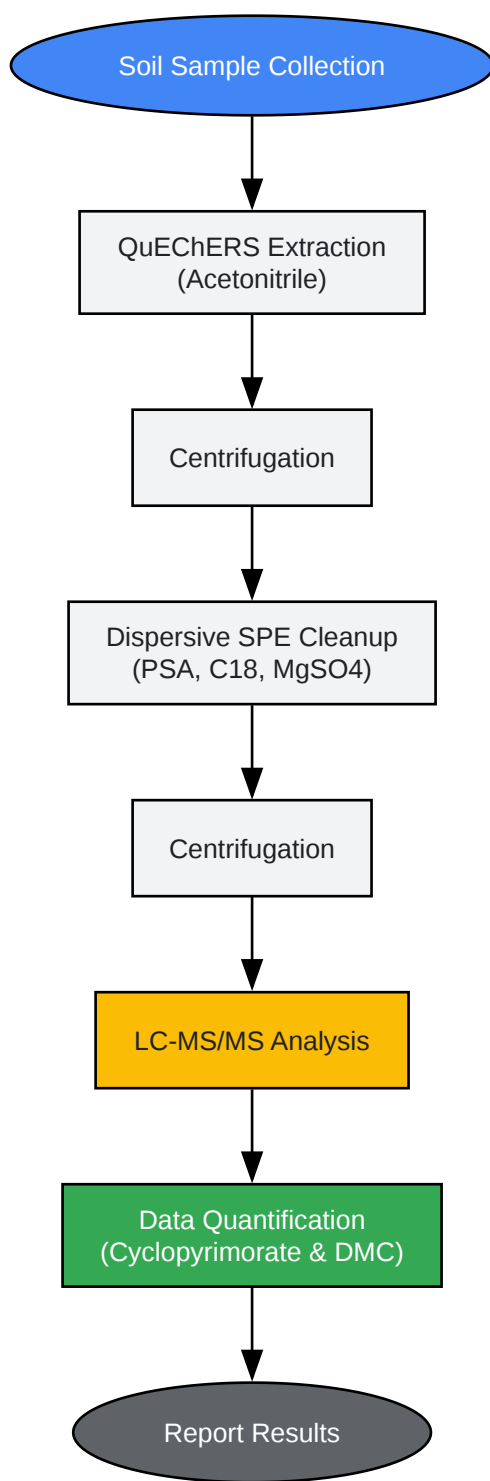 Soil Sample Collection
QuEChERS Extraction
(Acetonitrile)
Centrifugation
Dispersive SPE Cleanup
(PSA, C18, MgSO4)
Centrifugation
LC-MS/MS Analysis
Data Quantification
(Cyclopyrimorate & DMC)
Report Results